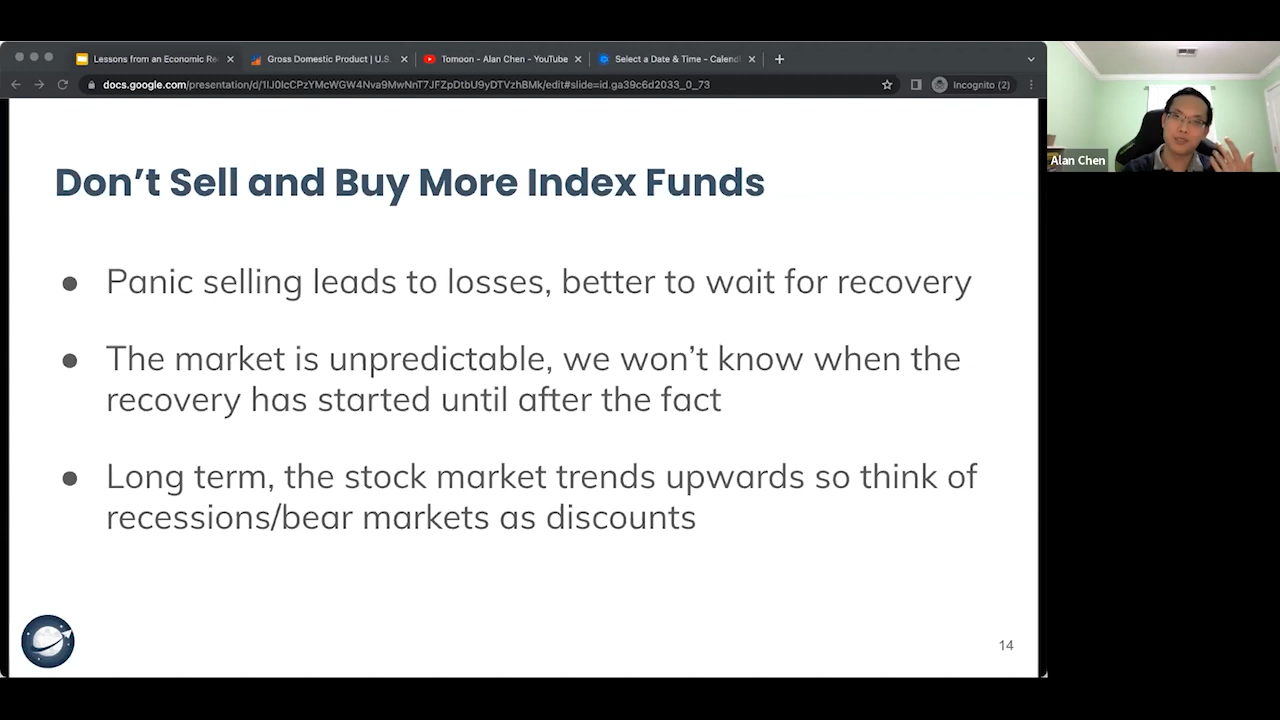 Lessons from an Economic Re
Gross Domestic Product | U.S.
Tomoon - Alan Chen - YouTube
Select a Date & Time - Calend
docs.google.com/presentation/d/1lJ0lcCPzYMcWGW4Nva9MwNnT7JFZpDtbU9yDTVzhBMk/edit#slide=id.ga39c6d2033_0_73
Incognito (2)
Alan Chen
Don't Sell and Buy More Index Funds
● Panic selling leads to losses, better to wait for recovery
● The market is unpredictable, we won't know when the
recovery has started until after the fact
● Long term, the stock market trends upwards so think of
recessions/bear markets as discounts
14